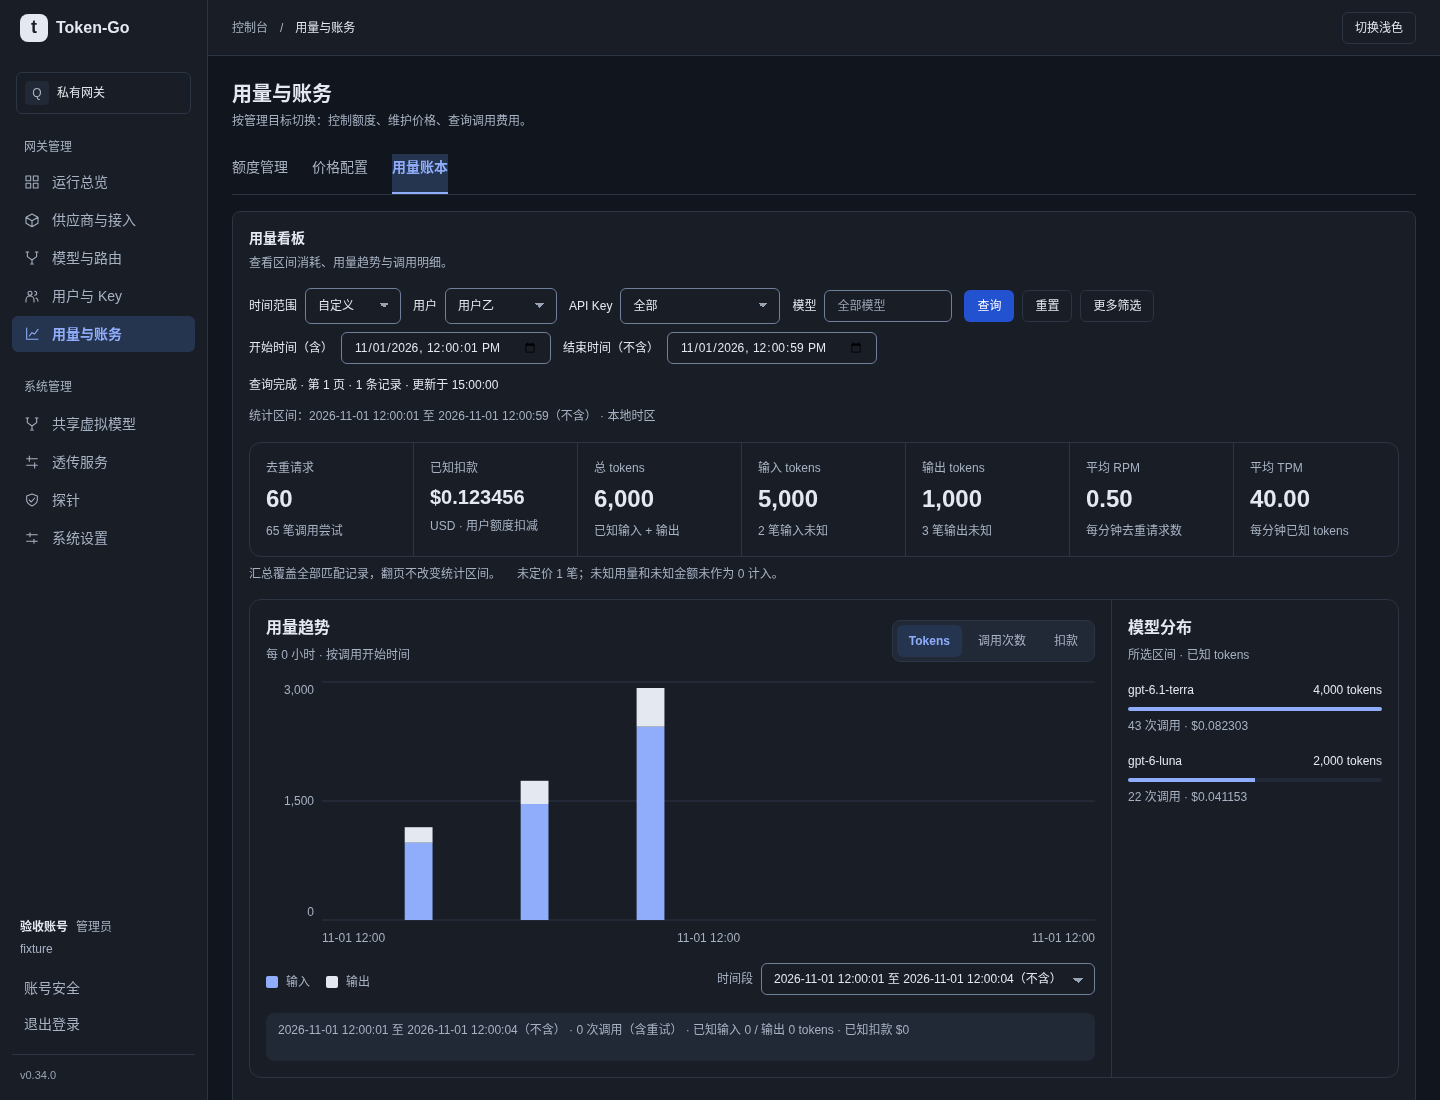 t Token-Go
Q 私有网关
网关管理
运行总览
供应商与接入
模型与路由
用户与 Key
用量与账务
系统管理
共享虚拟模型
透传服务
探针
系统设置
验收账号 管理员
fixture
账号安全
退出登录
v0.34.0
控制台 / 用量与账务
切换浅色
用量与账务
按管理目标切换：控制额度、维护价格、查询调用费用。
额度管理 价格配置 用量账本
用量看板
查看区间消耗、用量趋势与调用明细。
时间范围 自定义 用户 用户乙 API Key 全部 模型 全部模型 查询 重置 更多筛选
开始时间（含） 11/01/2026, 12:00:01 PM 结束时间（不含） 11/01/2026, 12:00:59 PM
查询完成 · 第 1 页 · 1 条记录 · 更新于 15:00:00
统计区间：2026-11-01 12:00:01 至 2026-11-01 12:00:59（不含） · 本地时区
去重请求
60
65 笔调用尝试
已知扣款
$0.123456
USD · 用户额度扣减
总 tokens
6,000
已知输入 + 输出
输入 tokens
5,000
2 笔输入未知
输出 tokens
1,000
3 笔输出未知
平均 RPM
0.50
每分钟去重请求数
平均 TPM
40.00
每分钟已知 tokens
汇总覆盖全部匹配记录，翻页不改变统计区间。 未定价 1 笔；未知用量和未知金额未作为 0 计入。
用量趋势
每 0 小时 · 按调用开始时间
Tokens 调用次数 扣款
3,000
1,500
0
11-01 12:00 11-01 12:00 11-01 12:00
输入 输出
时间段 2026-11-01 12:00:01 至 2026-11-01 12:00:04（不含）
2026-11-01 12:00:01 至 2026-11-01 12:00:04（不含） · 0 次调用（含重试） · 已知输入 0 / 输出 0 tokens · 已知扣款 $0
模型分布
所选区间 · 已知 tokens
gpt-6.1-terra 4,000 tokens
43 次调用 · $0.082303
gpt-6-luna 2,000 tokens
22 次调用 · $0.041153